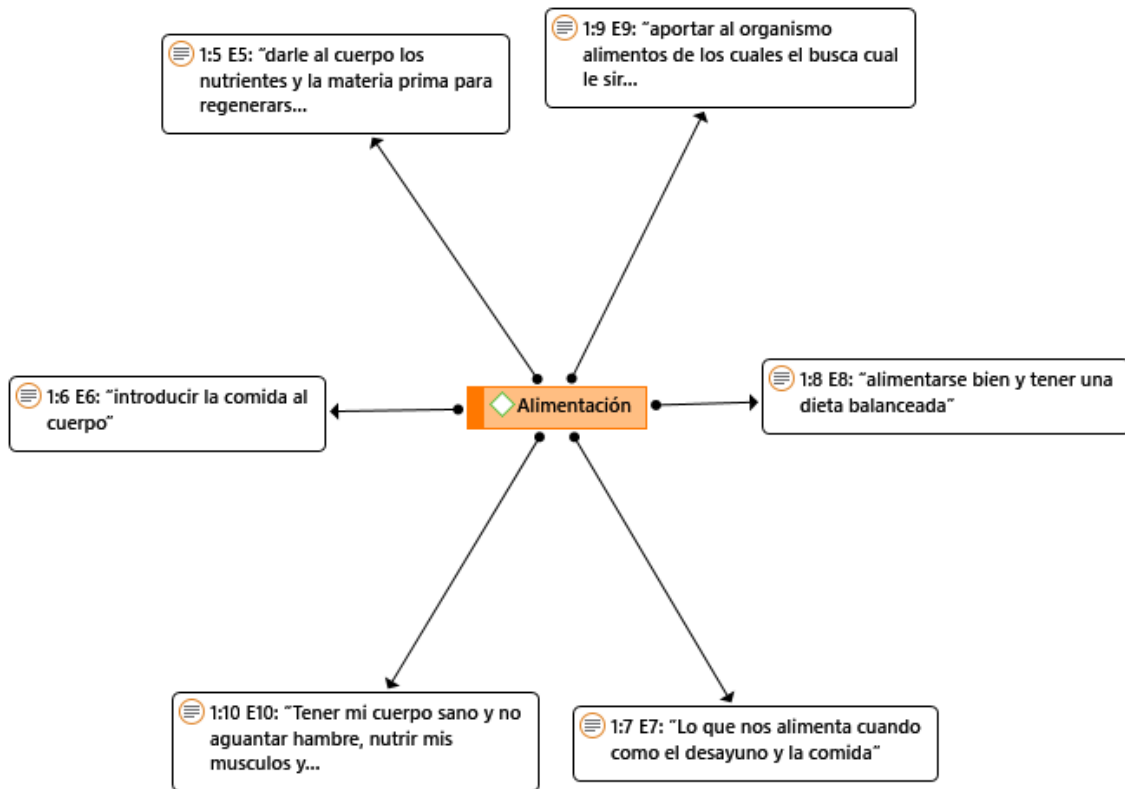 1:5 E5: “darle al cuerpo los
nutrientes y la materia prima para
regenerars...
1:9 E9: “aportar al organismo
alimentos de los cuales el busca cual
le sir...
1:6 E6: “introducir la comida al
cuerpo”
Alimentación
1:8 E8: “alimentarse bien y tener una
dieta balanceada”
1:10 E10: “Tener mi cuerpo sano y no
aguantar hambre, nutrir mis
musculos y...
1:7 E7: “Lo que nos alimenta cuando
como el desayuno y la comida”